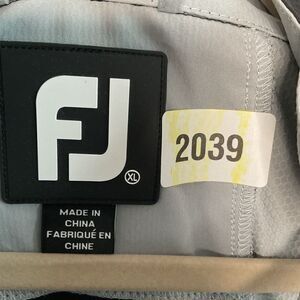 FJ
XL
2039
MADE IN
CHINA
FABRIQUÉ EN
CHINE